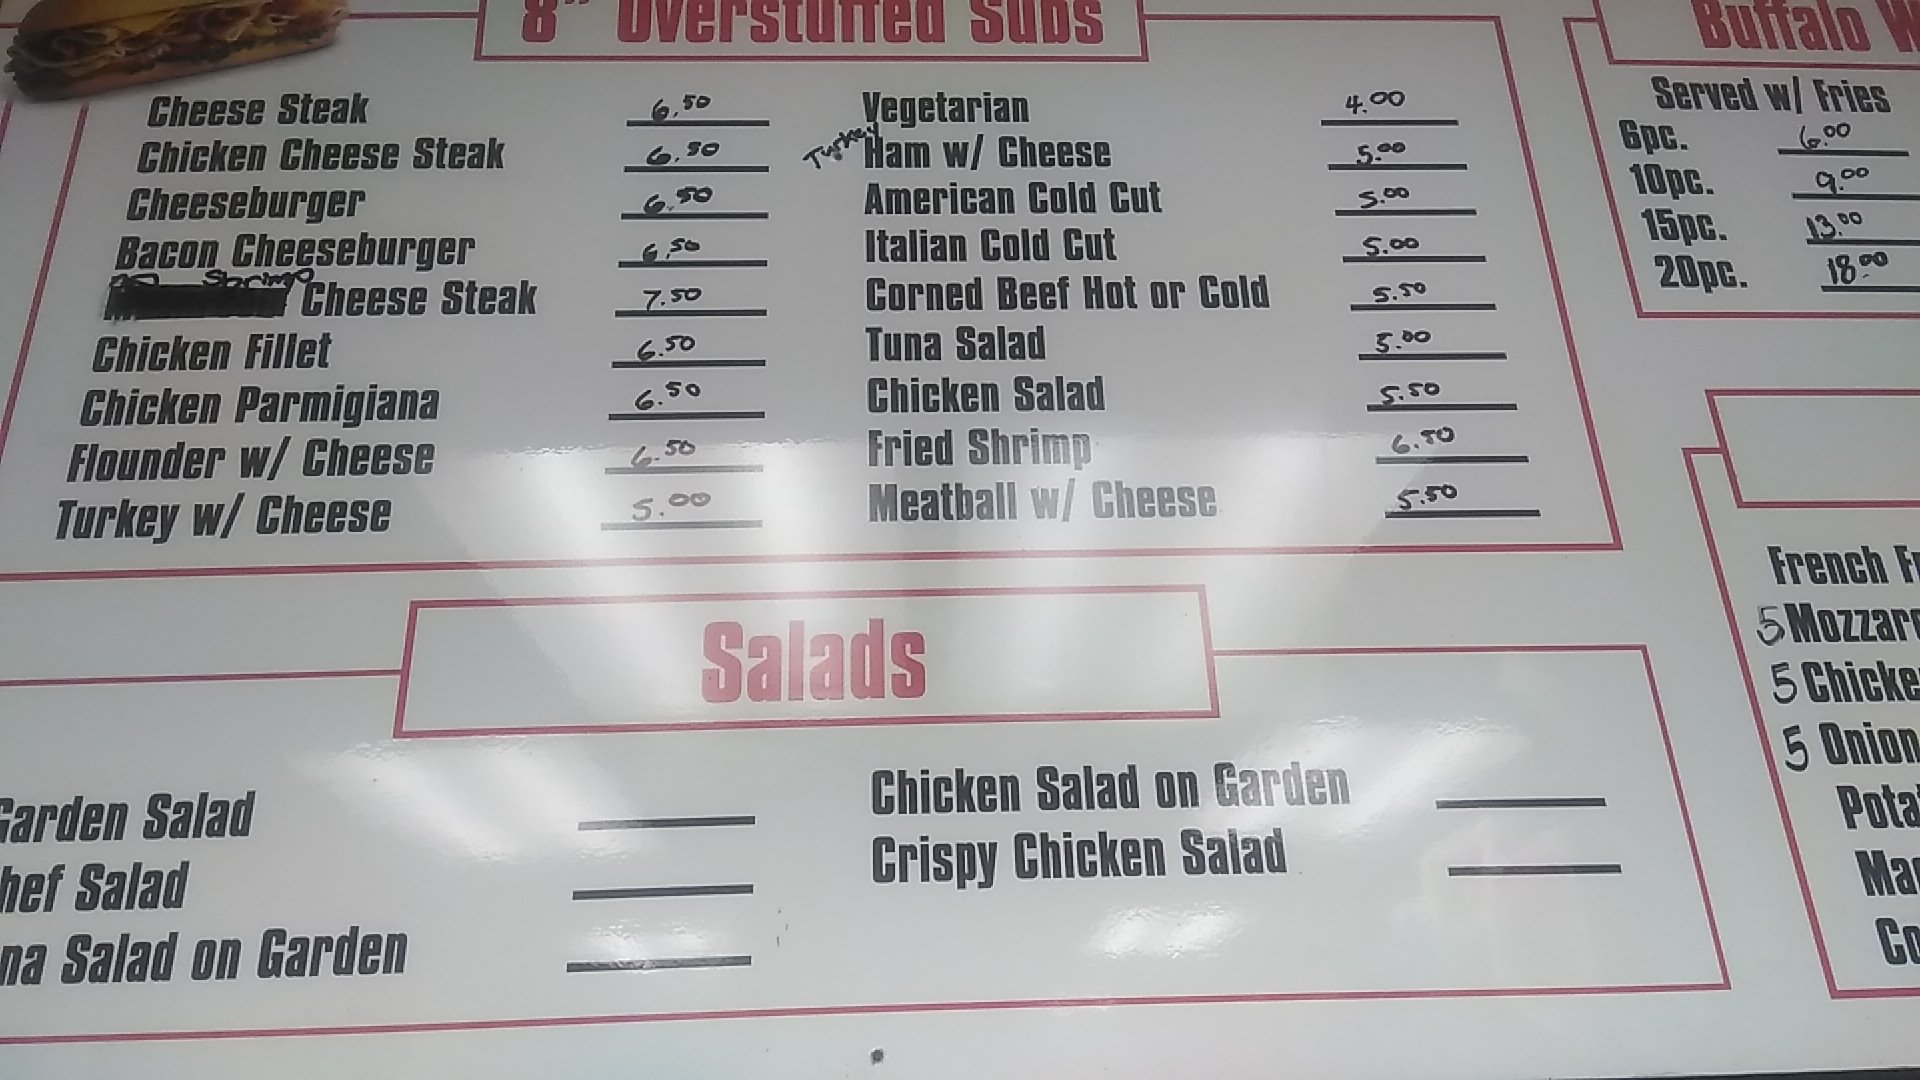 8" Overstuffed Subs
Cheese Steak 6.50
Chicken Cheese Steak 6.50
Cheeseburger 6.50
Bacon Cheeseburger 6.50
Shrimp Cheese Steak 7.50
Chicken Fillet 6.50
Chicken Parmigiana 6.50
Flounder w/ Cheese 6.50
Turkey w/ Cheese 5.00
Vegetarian 4.00
Turkey Ham w/ Cheese 5.00
American Cold Cut 5.00
Italian Cold Cut 5.00
Corned Beef Hot or Cold 5.50
Tuna Salad 5.00
Chicken Salad 5.50
Fried Shrimp 6.50
Meatball w/ Cheese 5.50
Buffalo W
Served w/ Fries
6pc. 6.00
10pc. 9.00
15pc. 13.00
20pc. 18.00
Salads
Garden Salad
hef Salad
na Salad on Garden
Chicken Salad on Garden
Crispy Chicken Salad
French F
5 Mozzar
5 Chicke
5 Onion
Pota
Ma
Co